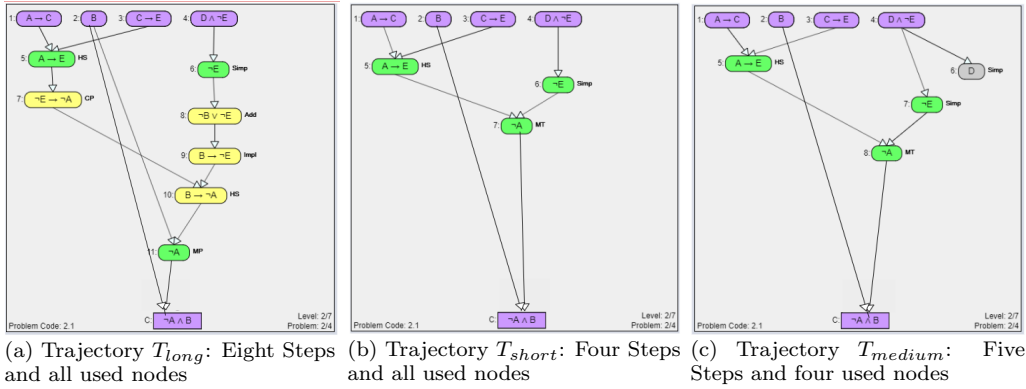 1: A → C
2: B
3: C → E
4: D ∧ ¬E
5: A → E HS
6: ¬E Simp
7: ¬E → ¬A CP
8: ¬B ∨ ¬E Add
9: B → ¬E Impl
10: B → ¬A HS
11: ¬A MP
C: ¬A ∧ B
Problem Code: 2.1
Level: 2/7
Problem: 2/4
(a) Trajectory T_long: Eight Steps
and all used nodes
1: A → C
2: B
3: C → E
4: D ∧ ¬E
5: A → E HS
6: ¬E Simp
7: ¬A MT
C: ¬A ∧ B
Problem Code: 2.1
Level: 2/7
Problem: 2/4
(b) Trajectory T_short: Four Steps
and all used nodes
1: A → C
2: B
3: C → E
4: D ∧ ¬E
5: A → E HS
6: D Simp
7: ¬E Simp
8: ¬A MT
C: ¬A ∧ B
Problem Code: 2.1
Level: 2/7
Problem: 2/4
(c) Trajectory T_medium: Five
Steps and four used nodes